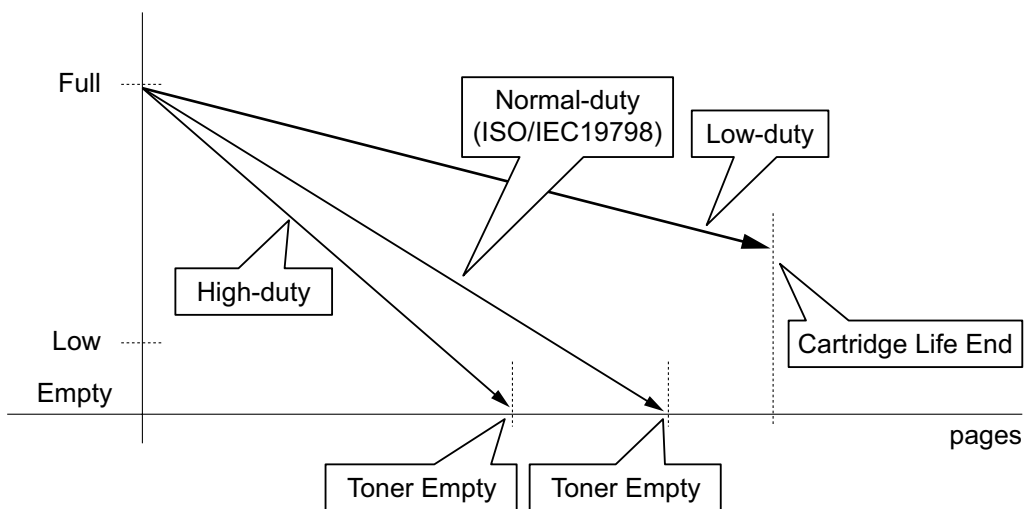 Full
Normal-duty
(ISO/IEC19798)
Low-duty
High-duty
Low
Cartridge Life End
Empty
pages
Toner Empty
Toner Empty